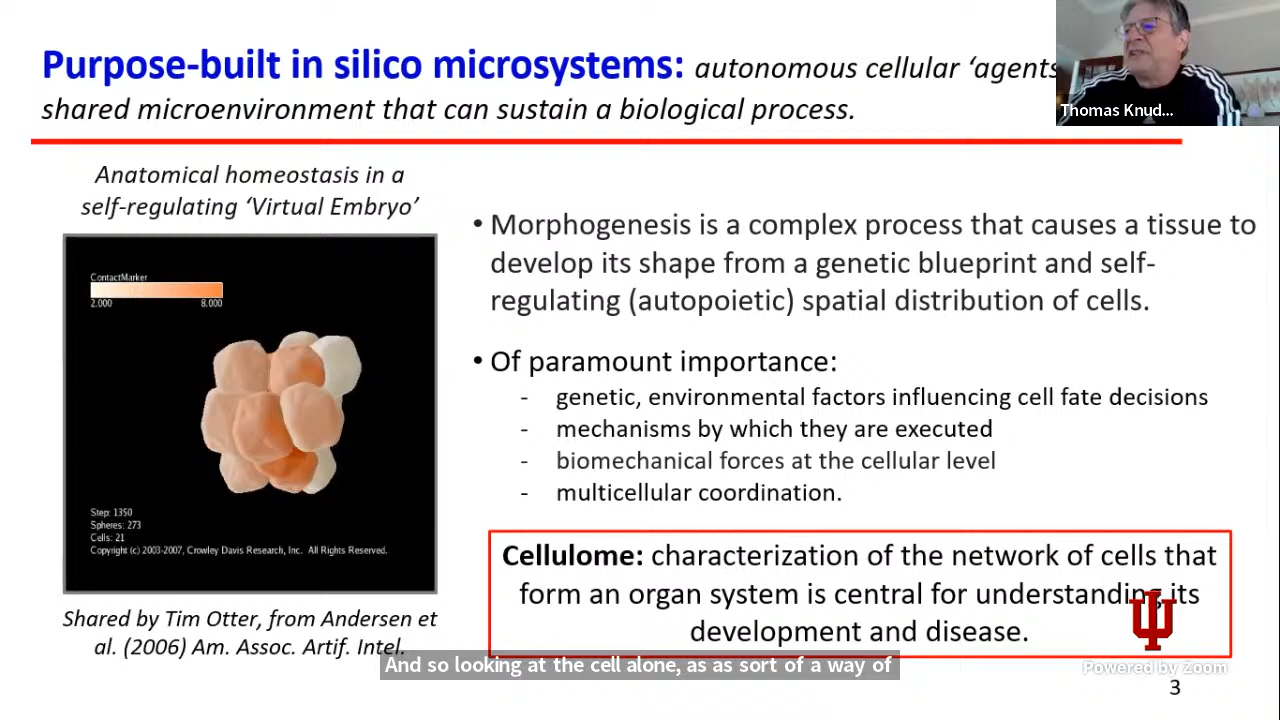 Purpose-built in silico microsystems: autonomous cellular ‘agents
shared microenvironment that can sustain a biological process.
Thomas Knud...
Anatomical homeostasis in a
self-regulating ‘Virtual Embryo’
ContactMarker
2.000 8.000
Step: 1350
Spheres: 273
Cells: 21
Copyright (c) 2003-2007, Crowley Davis Research, Inc. All Rights Reserved.
Shared by Tim Otter, from Andersen et
al. (2006) Am. Assoc. Artif. Intel.
• Morphogenesis is a complex process that causes a tissue to
develop its shape from a genetic blueprint and self-
regulating (autopoietic) spatial distribution of cells.
• Of paramount importance:
- genetic, environmental factors influencing cell fate decisions
- mechanisms by which they are executed
- biomechanical forces at the cellular level
- multicellular coordination.
Cellulome: characterization of the network of cells that
form an organ system is central for understanding its
development and disease.
And so looking at the cell alone, as as sort of a way of
Powered by Zoom
3